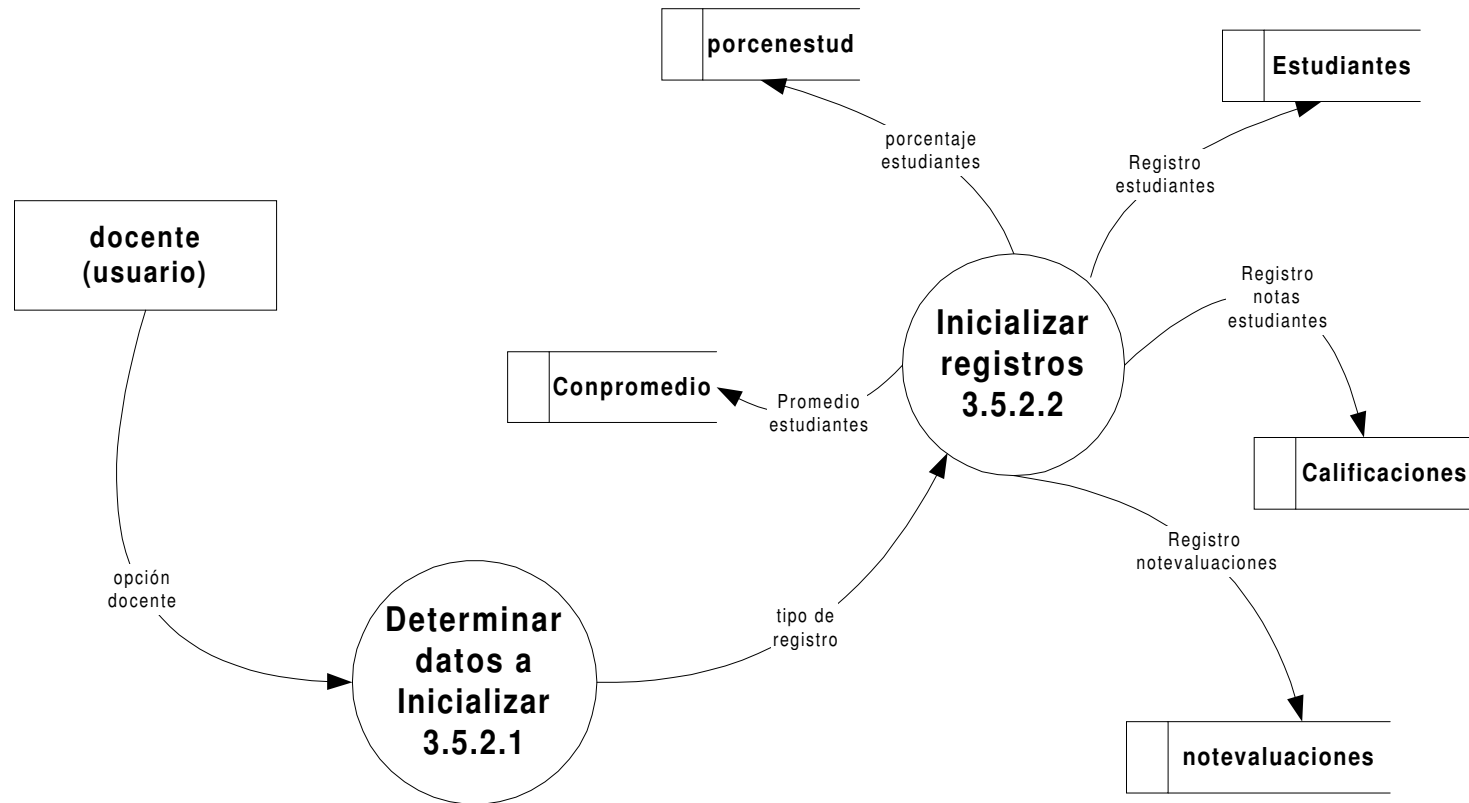 porcenestud
Estudiantes
porcentaje
estudiantes
Registro
estudiantes
docente
(usuario)
Registro
notas
estudiantes
Inicializar
registros
3.5.2.2
Conpromedio
Promedio
estudiantes
Calificaciones
Registro
notevaluaciones
opción
docente
Determinar
datos a
Inicializar
3.5.2.1
tipo de
registro
notevaluaciones